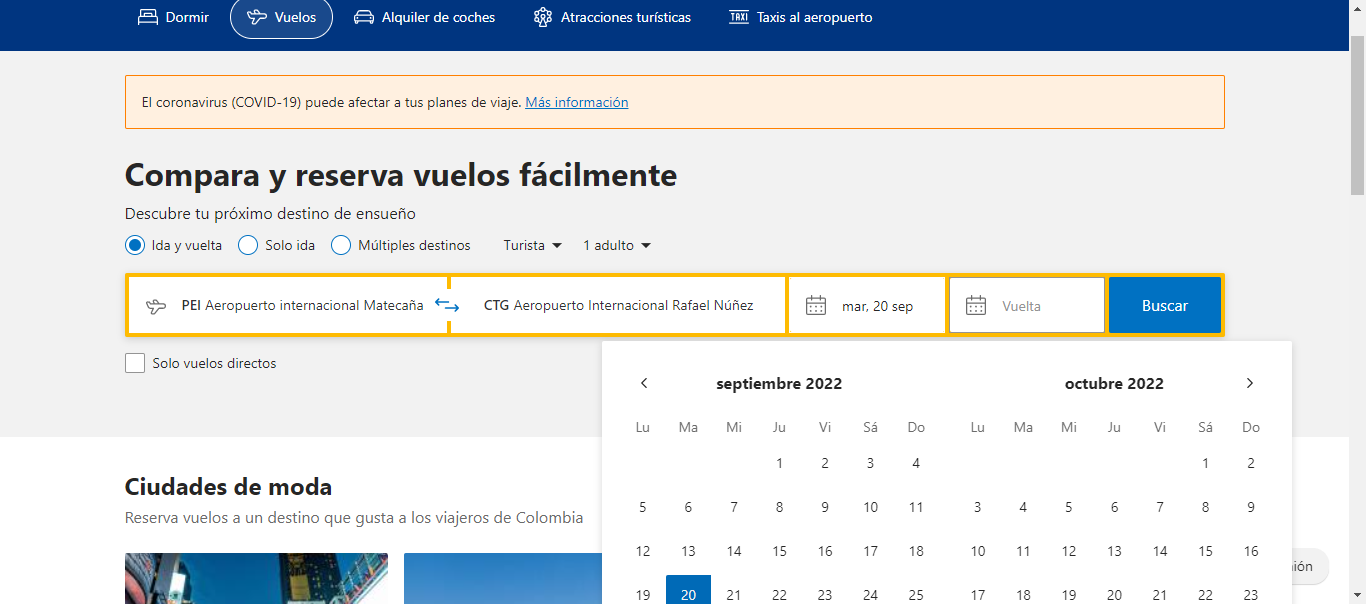 Dormir Vuelos Alquiler de coches Atracciones turísticas TAXI Taxis al aeropuerto
El coronavirus (COVID-19) puede afectar a tus planes de viaje. Más información
Compara y reserva vuelos fácilmente
Descubre tu próximo destino de ensueño
Ida y vuelta Solo ida Múltiples destinos Turista 1 adulto
PEI Aeropuerto internacional Matecaña CTG Aeropuerto Internacional Rafael Núñez mar, 20 sep Vuelta Buscar
Solo vuelos directos
septiembre 2022 octubre 2022
Lu Ma Mi Ju Vi Sá Do Lu Ma Mi Ju Vi Sá Do
1 2 3 4 1 2
5 6 7 8 9 10 11 3 4 5 6 7 8 9
12 13 14 15 16 17 18 10 11 12 13 14 15 16
19 20 21 22 23 24 25 17 18 19 20 21 22 23
Ciudades de moda
Reserva vuelos a un destino que gusta a los viajeros de Colombia